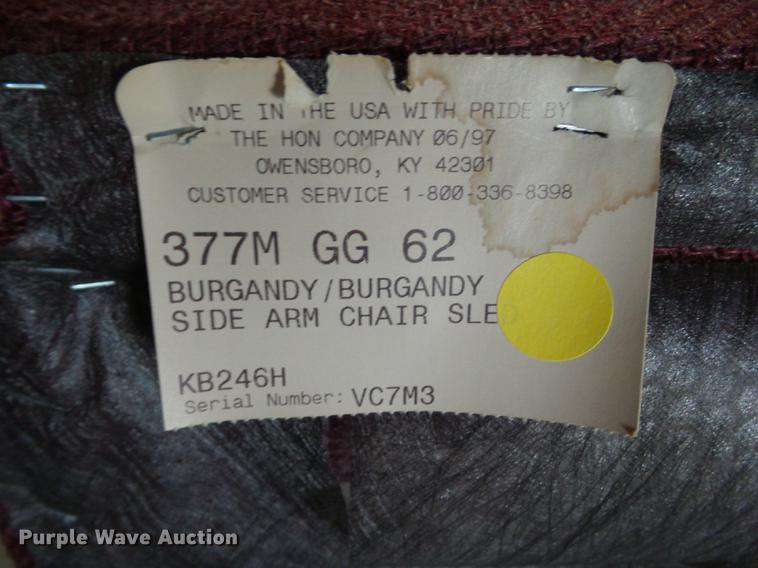 MADE IN THE USA WITH PRIDE BY
THE HON COMPANY 06/97
OWENSBORO, KY 42301
CUSTOMER SERVICE 1-800-336-8398
377M GG 62
BURGANDY/BURGANDY
SIDE ARM CHAIR SLED
KB246H
Serial Number: VC7M3
Purple Wave Auction